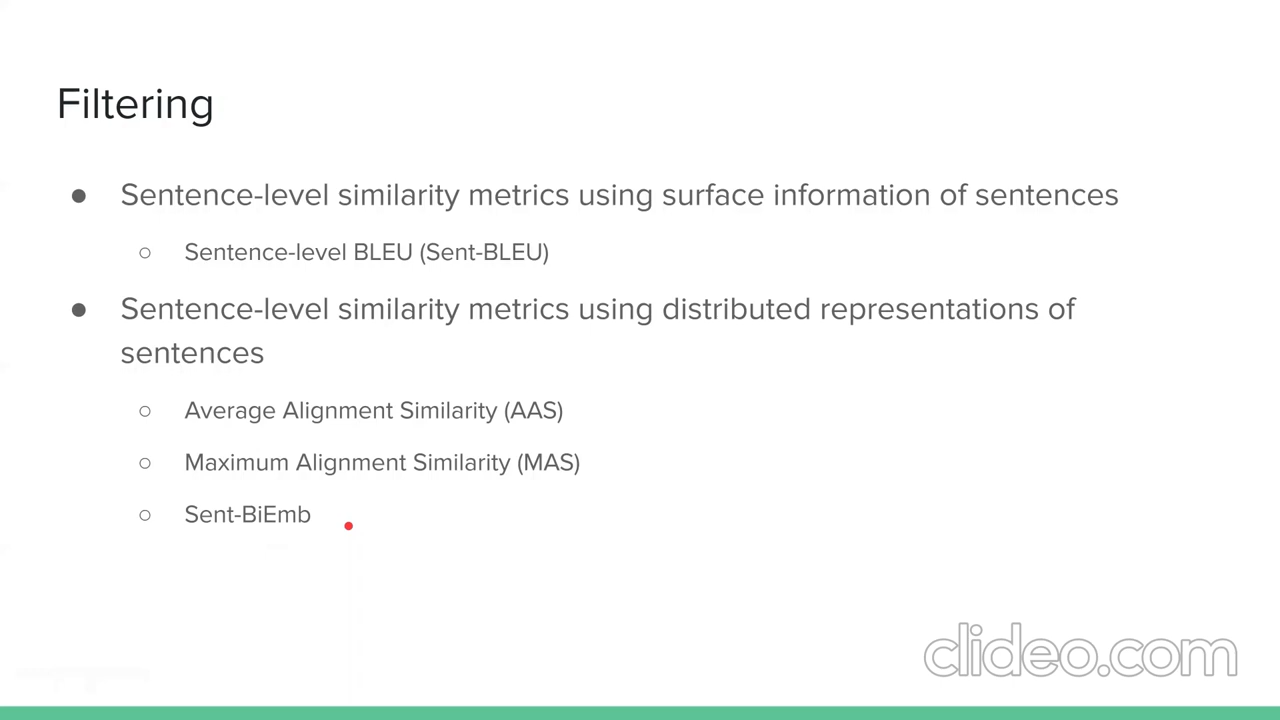 Filtering
● Sentence-level similarity metrics using surface information of sentences
○ Sentence-level BLEU (Sent-BLEU)
● Sentence-level similarity metrics using distributed representations of
sentences
○ Average Alignment Similarity (AAS)
○ Maximum Alignment Similarity (MAS)
○ Sent-BiEmb
clideo.com